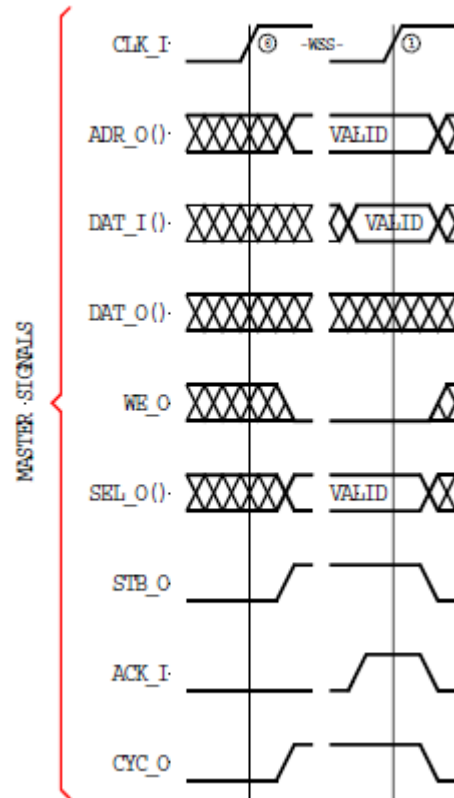 CLK_I
⓪ -WSS- ①
ADR_O()
VALID
DAT_I()
VALID
DAT_O()
WE_O
SEL_O()
VALID
STB_O
ACK_I
CYC_O
MASTER SIGNALS